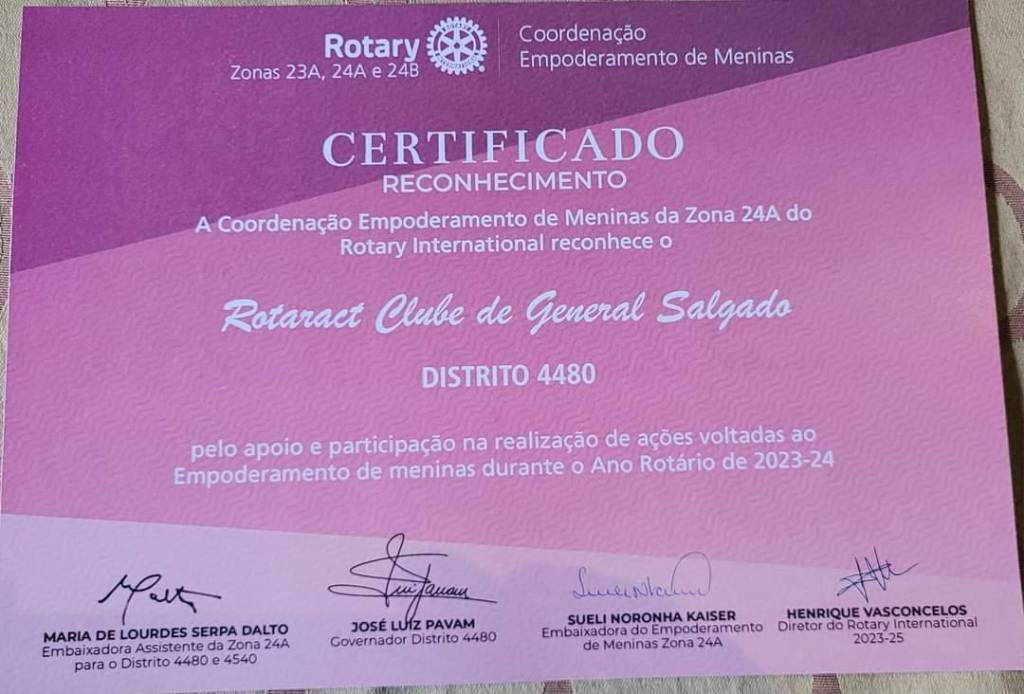 Rotary
Zonas 23A, 24A e 24B
Coordenação
Empoderamento de Meninas
CERTIFICADO
RECONHECIMENTO
A Coordenação Empoderamento de Meninas da Zona 24A do
Rotary International reconhece o
Rotaract Clube de General Salgado
DISTRITO 4480
pelo apoio e participação na realização de ações voltadas ao
Empoderamento de meninas durante o Ano Rotário de 2023-24
MARIA DE LOURDES SERPA DALTO
Embaixadora Assistente da Zona 24A
para o Distrito 4480 e 4540
JOSÉ LUIZ PAVAM
Governador Distrito 4480
SUELI NORONHA KAISER
Embaixadora do Empoderamento
de Meninas Zona 24A
HENRIQUE VASCONCELOS
Diretor do Rotary International
2023-25